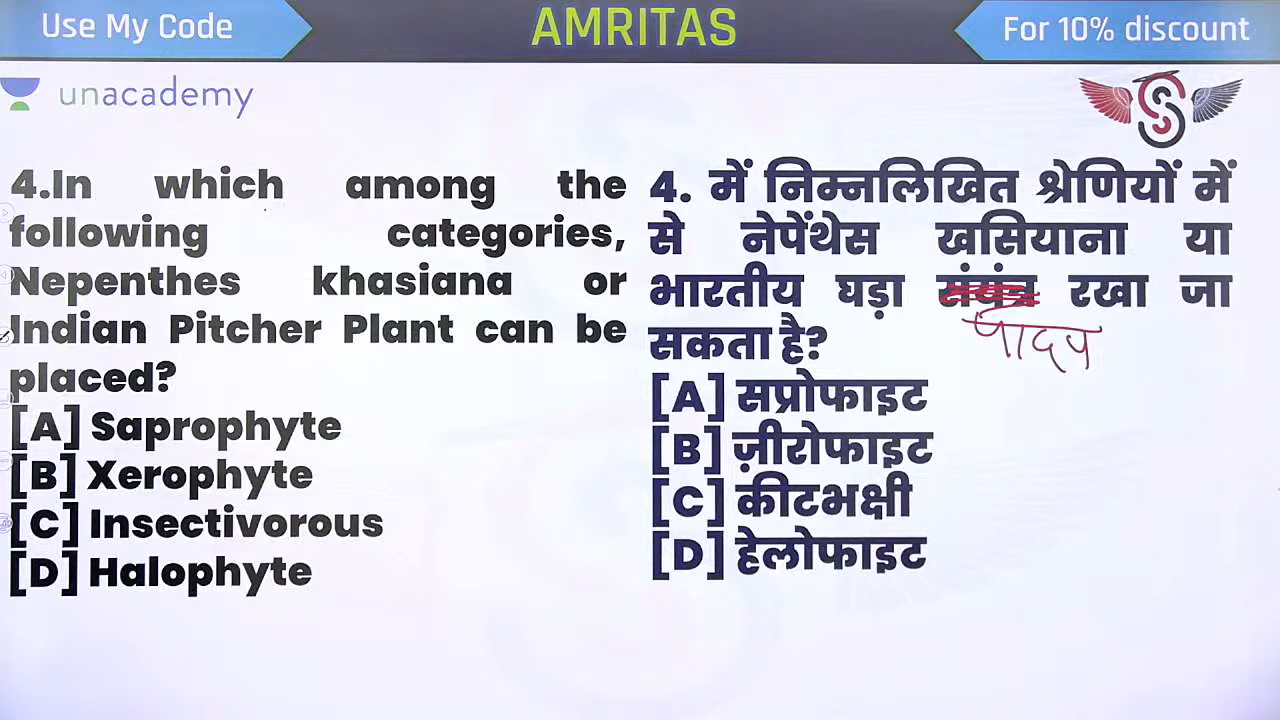 Use My Code
AMRITAS
For 10% discount
unacademy
4.In which among the
following categories,
Nepenthes khasiana or
Indian Pitcher Plant can be
placed?
[A] Saprophyte
[B] Xerophyte
[C] Insectivorous
[D] Halophyte
4. में निम्नलिखित श्रेणियों में
से नेपेंथेस खसियाना या
भारतीय घड़ा संयंत्र रखा जा
सकता है?
पादप
[A] सप्रोफाइट
[B] ज़ीरोफाइट
[C] कीटभक्षी
[D] हेलोफाइट